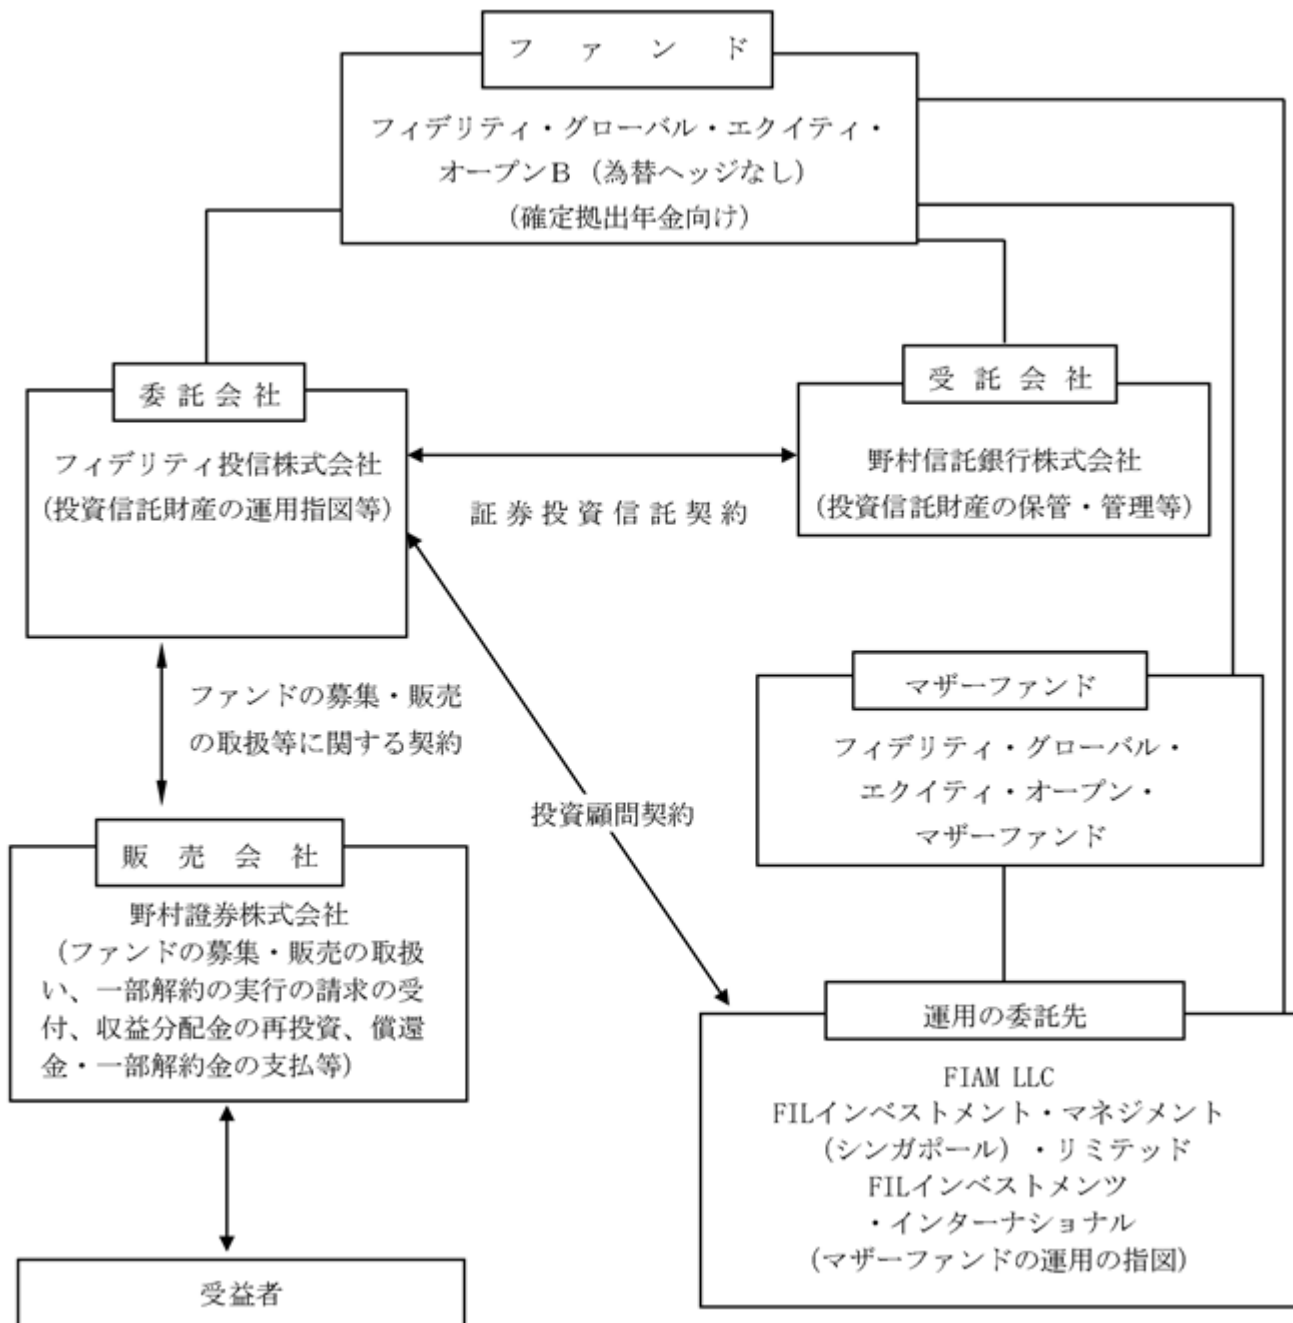 ファンド
フィデリティ・グローバル・エクイティ・
オープンＢ（為替ヘッジなし）
(確定拠出年金向け)
委託会社
フィデリティ投信株式会社
(投資信託財産の運用指図等)
証券投資信託契約
受託会社
野村信託銀行株式会社
(投資信託財産の保管・管理等)
ファンドの募集・販売
の取扱等に関する契約
投資顧問契約
マザーファンド
フィデリティ・グローバル・
エクイティ・オープン・
マザーファンド
販売会社
野村證券株式会社
（ファンドの募集・販売の取扱
い、一部解約の実行の請求の受
付、収益分配金の再投資、償還
金・一部解約金の支払等）
運用の委託先
FIAM LLC
FILインベストメント・マネジメント
（シンガポール）・リミテッド
FILインベストメンツ
・インターナショナル
(マザーファンドの運用の指図)
受益者